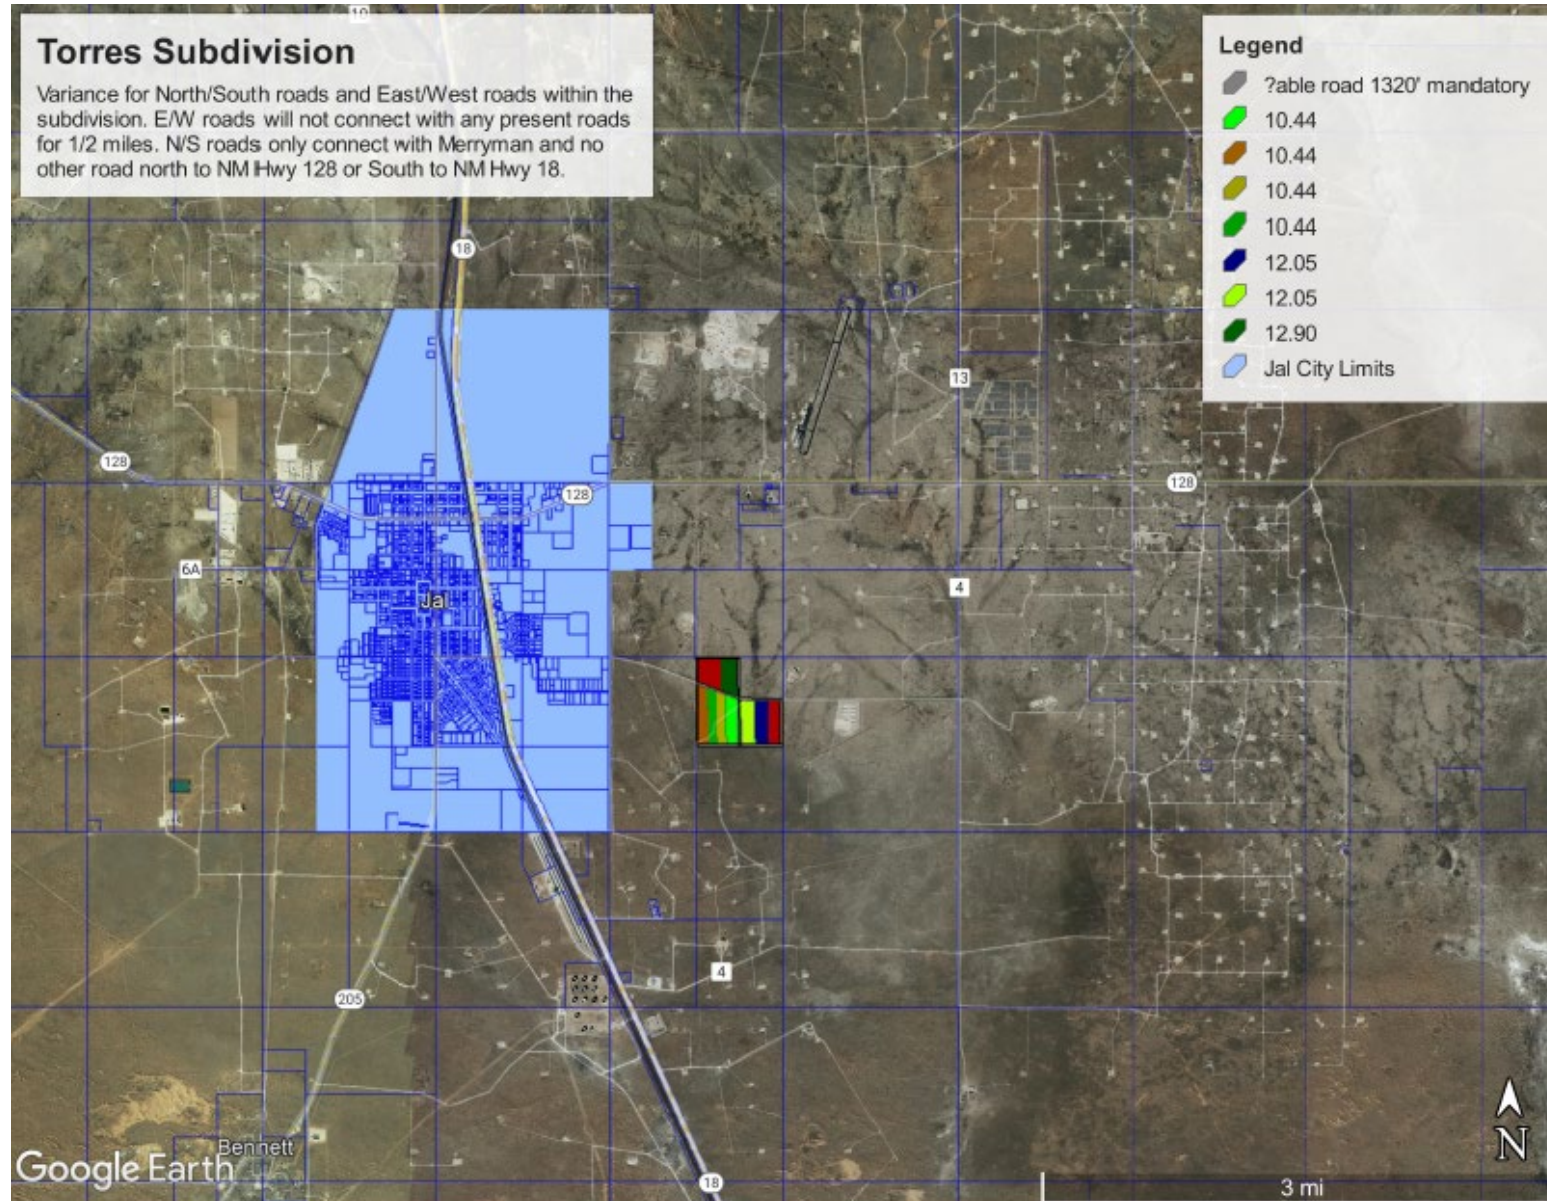 19
Torres Subdivision
Variance for North/South roads and East/West roads within the
subdivision. E/W roads will not connect with any present roads
for 1/2 miles. N/S roads only connect with Merryman and no
other road north to NM Hwy 128 or South to NM Hwy 18.
Legend
?able road 1320' mandatory
10.44
10.44
10.44
10.44
12.05
12.05
12.90
Jal City Limits
18
13
128
128
128
6A
Jal
4
4
205
Bennett
Google Earth
18
N
3 mi